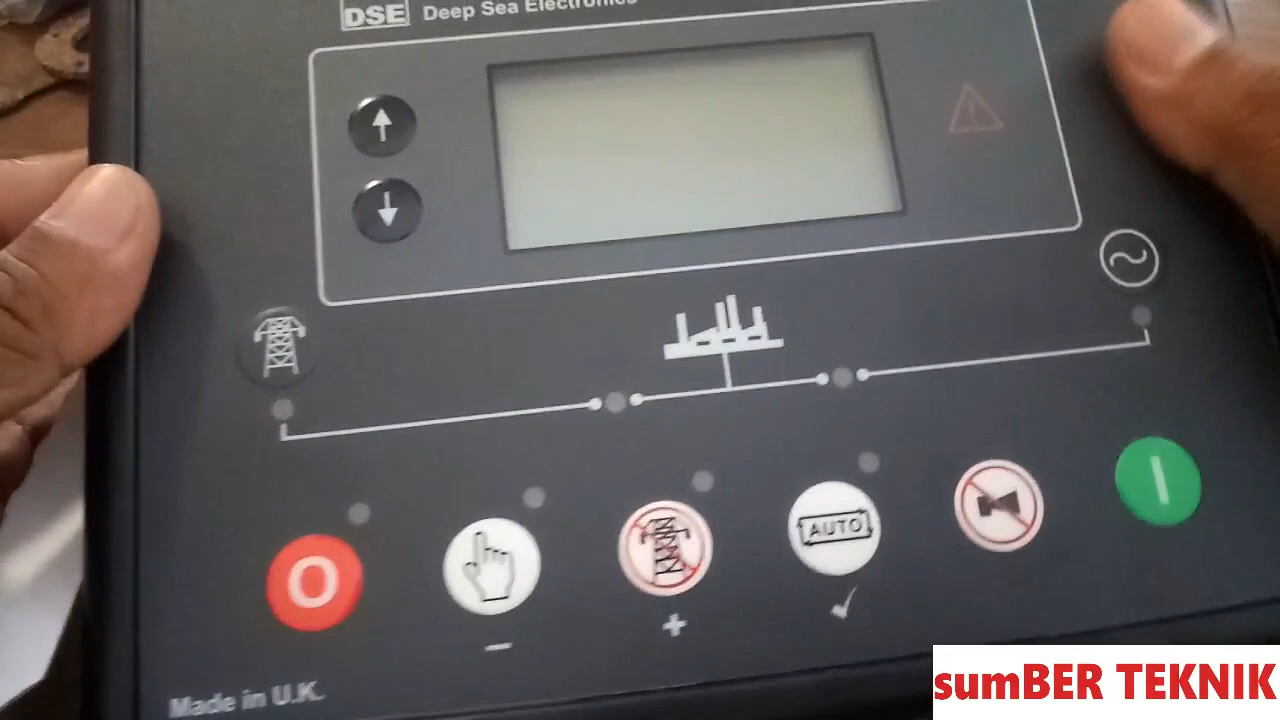 DSE Deep Sea Electronics
O
AUTO
I
− + ✓
Made in U.K.
sumBER TEKNIK